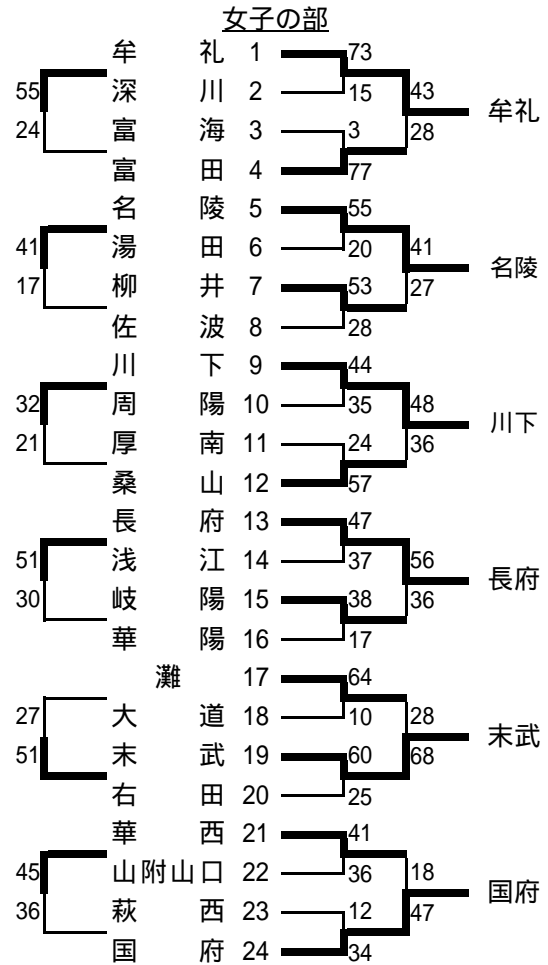 女子の部
牟礼 1 73
55 深川 2 15 43
牟礼
24 富海 3 3 28
富田 4 77
名陵 5 55
41 湯田 6 20 41
名陵
17 柳井 7 53 27
佐波 8 28
川下 9 44
32 周陽 10 35 48
川下
21 厚南 11 24 36
桑山 12 57
長府 13 47
51 浅江 14 37 56
長府
30 岐陽 15 38 36
華陽 16 17
灘 17 64
27 大道 18 10 28
末武
51 末武 19 60 68
右田 20 25
華西 21 41
45 山附山口 22 36 18
国府
36 萩西 23 12 47
国府 24 34